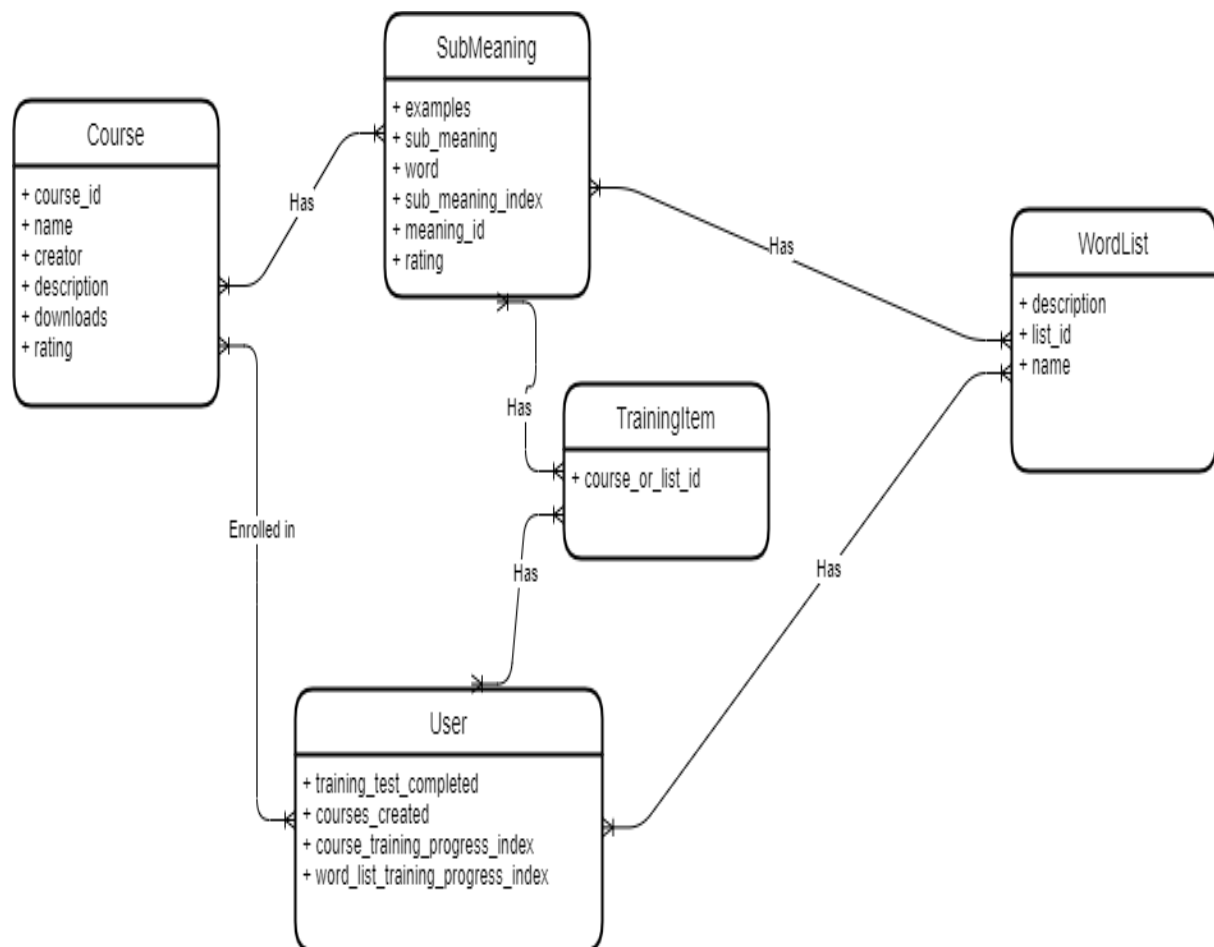 SubMeaning
+ examples
+ sub_meaning
+ word
+ sub_meaning_index
+ meaning_id
+ rating
Course
+ course_id
+ name
+ creator
+ description
+ downloads
+ rating
Has
Has
WordList
+ description
+ list_id
+ name
Has
TrainingItem
+ course_or_list_id
Enrolled in
Has
Has
User
+ training_test_completed
+ courses_created
+ course_training_progress_index
+ word_list_training_progress_index